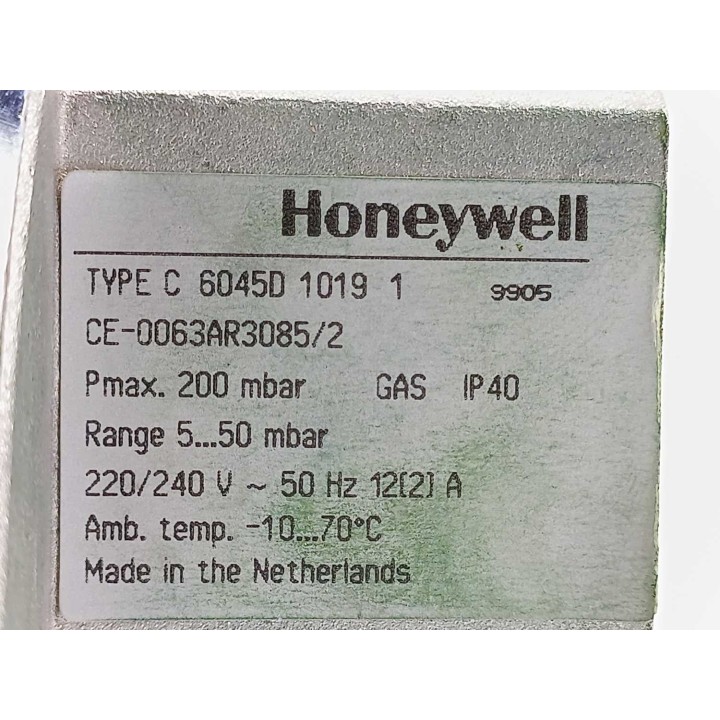 Honeywell
TYPE C 6045D 1019 1 9905
CE-0063AR3085/2
Pmax. 200 mbar GAS IP40
Range 5...50 mbar
220/240 V ~ 50 Hz 12(2) A
Amb. temp. -10...70°C
Made in the Netherlands